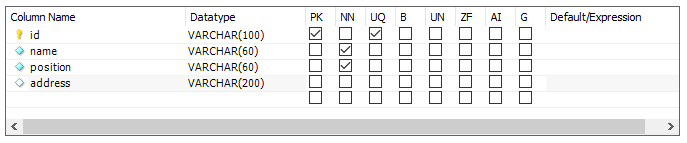 Column Name Datatype PK NN UQ B UN ZF AI G Default/Expression
id VARCHAR(100)
name VARCHAR(60)
position VARCHAR(60)
address VARCHAR(200)